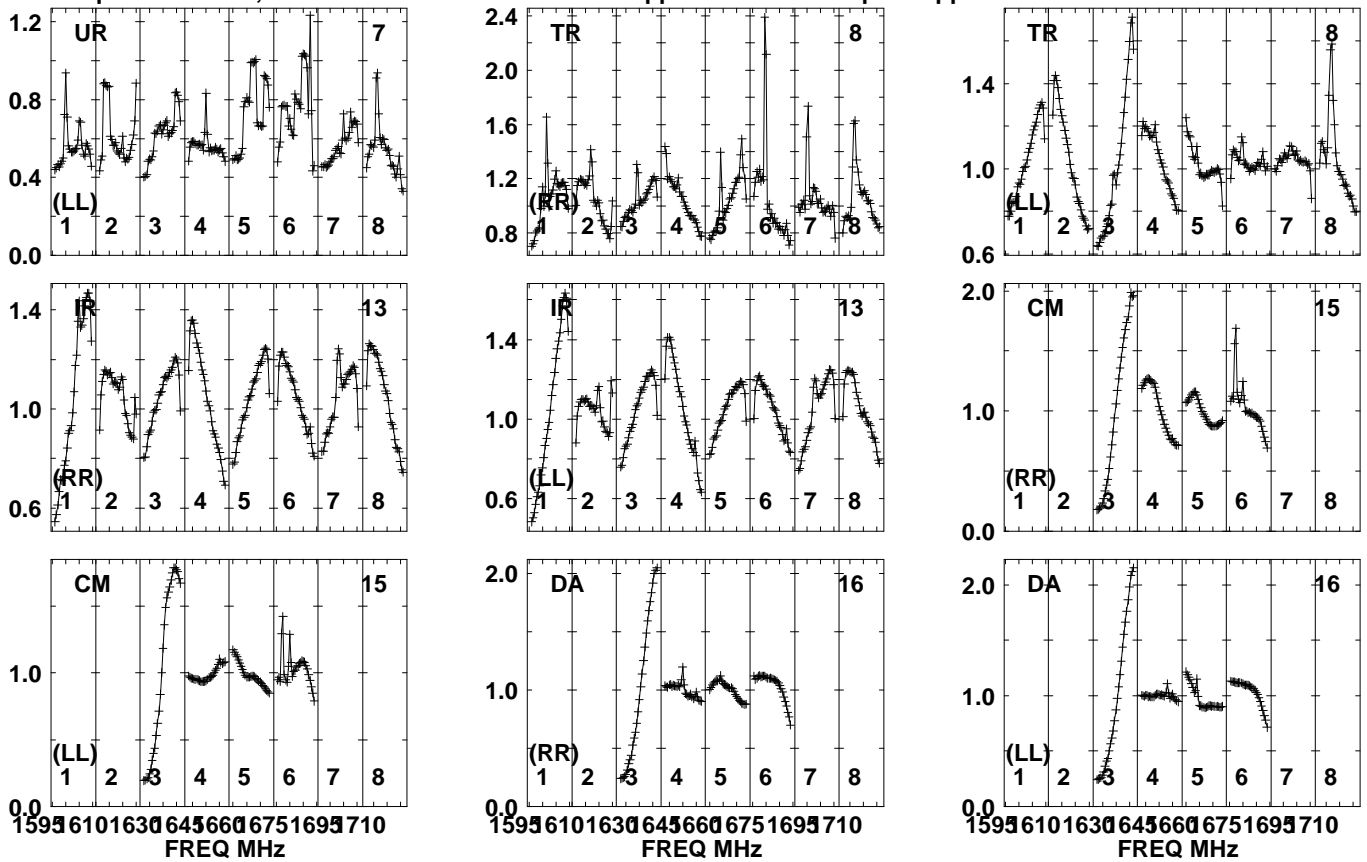 1.2 UR 7
0.8
0.4
(LL)
1 2 3 4 5 6 7 8
0.0
2.4 TR 8
2.0
1.6
1.2
(RR)
0.8 1 2 3 4 5 6 7 8
TR 8
1.4
1.0
(LL)
1 2 3 4 5 6 7 8
0.6
1.4 IR 13
1.0
(RR)
0.6 1 2 3 4 5 6 7 8
IR 13
1.4
1.0
(LL)
0.6 1 2 3 4 5 6 7 8
2.0 CM 15
1.0
(RR)
1 2 3 4 5 6 7 8
0.0
CM 15
1.0
(LL)
1 2 3 4 5 6 7 8
0.0
1595 1610 1630 1645 1660 1675 1695 1710
FREQ MHz
2.0 DA 16
1.0
(RR)
1 2 3 4 5 6 7 8
0.0
1595 1610 1630 1645 1660 1675 1695 1710
FREQ MHz
2.0 DA 16
1.0
(LL)
1 2 3 4 5 6 7 8
0.0
1595 1610 1630 1645 1660 1675 1695 1710
FREQ MHz